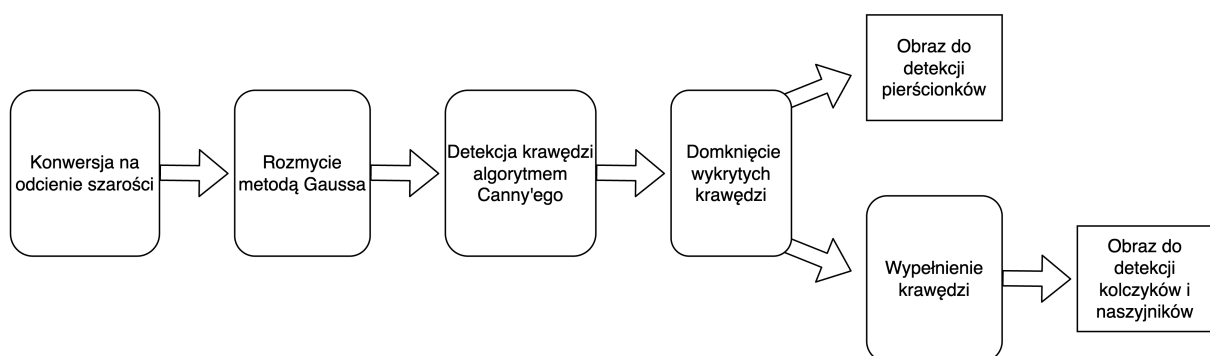 Konwersja na
odcienie szarości
Rozmycie
metodą Gaussa
Detekcja krawędzi
algorytmem
Canny'ego
Domknięcie
wykrytych
krawędzi
Obraz do
detekcji
pierścionków
Wypełnienie
krawędzi
Obraz do
detekcji
kolczyków i
naszyjników